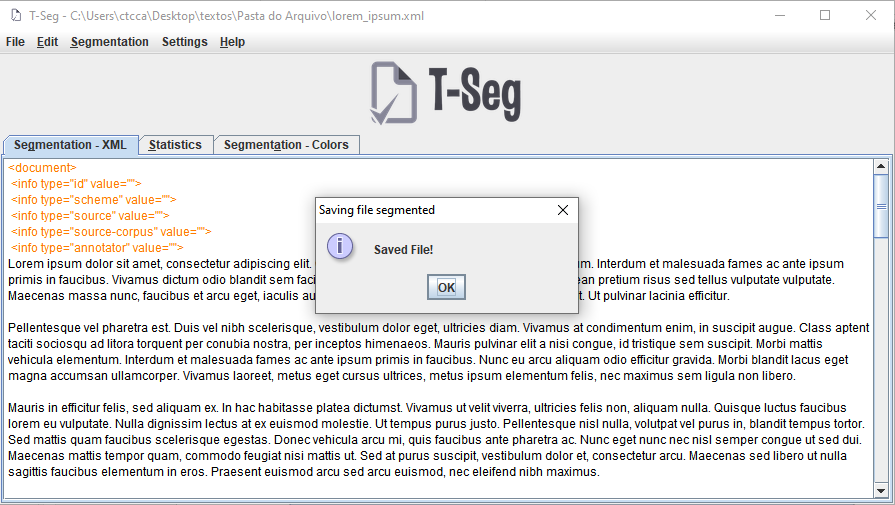 T-Seg - C:\Users\ctcca\Desktop\textos\Pasta do Arquivo\lorem_ipsum.xml
File Edit Segmentation Settings Help
T-Seg
Segmentation - XML Statistics Segmentation - Colors
<document>
<info type="id" value="">
<info type="scheme" value="">
<info type="source" value="">
<info type="source-corpus" value="">
<info type="annotator" value="">
Saving file segmented
Saved File!
OK
Lorem ipsum dolor sit amet, consectetur adipiscing elit. Interdum et malesuada fames ac ante ipsum
primis in faucibus. Vivamus dictum odio blandit sem pretium risus sed tellus vulputate vulputate.
Maecenas massa nunc, faucibus et arcu eget, iaculis Ut pulvinar lacinia efficitur.
Pellentesque vel pharetra est. Duis vel nibh scelerisque, vestibulum dolor eget, ultricies diam. Vivamus at condimentum enim, in suscipit augue. Class aptent
taciti sociosqu ad litora torquent per conubia nostra, per inceptos himenaeos. Mauris pulvinar elit a nisi congue, id tristique sem suscipit. Morbi mattis
vehicula elementum. Interdum et malesuada fames ac ante ipsum primis in faucibus. Nunc eu arcu aliquam odio efficitur gravida. Morbi blandit lacus eget
magna accumsan ullamcorper. Vivamus laoreet, metus eget cursus ultrices, metus ipsum elementum felis, nec maximus sem ligula non libero.
Mauris in efficitur felis, sed aliquam ex. In hac habitasse platea dictumst. Vivamus ut velit viverra, ultricies felis non, aliquam nulla. Quisque luctus faucibus
lorem eu vulputate. Nulla dignissim lectus at ex euismod molestie. Ut tempus purus justo. Pellentesque nisl nulla, volutpat vel purus in, blandit tempus tortor.
Sed mattis quam faucibus scelerisque egestas. Donec vehicula arcu mi, quis faucibus ante pharetra ac. Nunc eget nunc nec nisl semper congue ut sed dui.
Maecenas mattis tempor quam, commodo feugiat nisi mattis ut. Sed at purus suscipit, vestibulum dolor et, consectetur arcu. Maecenas sed libero ut nulla
sagittis faucibus elementum in eros. Praesent euismod arcu sed arcu euismod, nec eleifend nibh maximus.